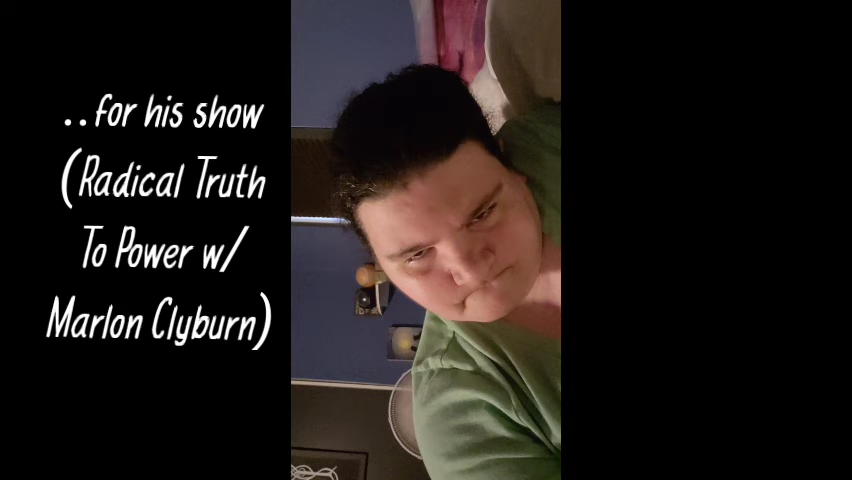 ..for his show
(Radical Truth
To Power w/
Marlon Clyburn)